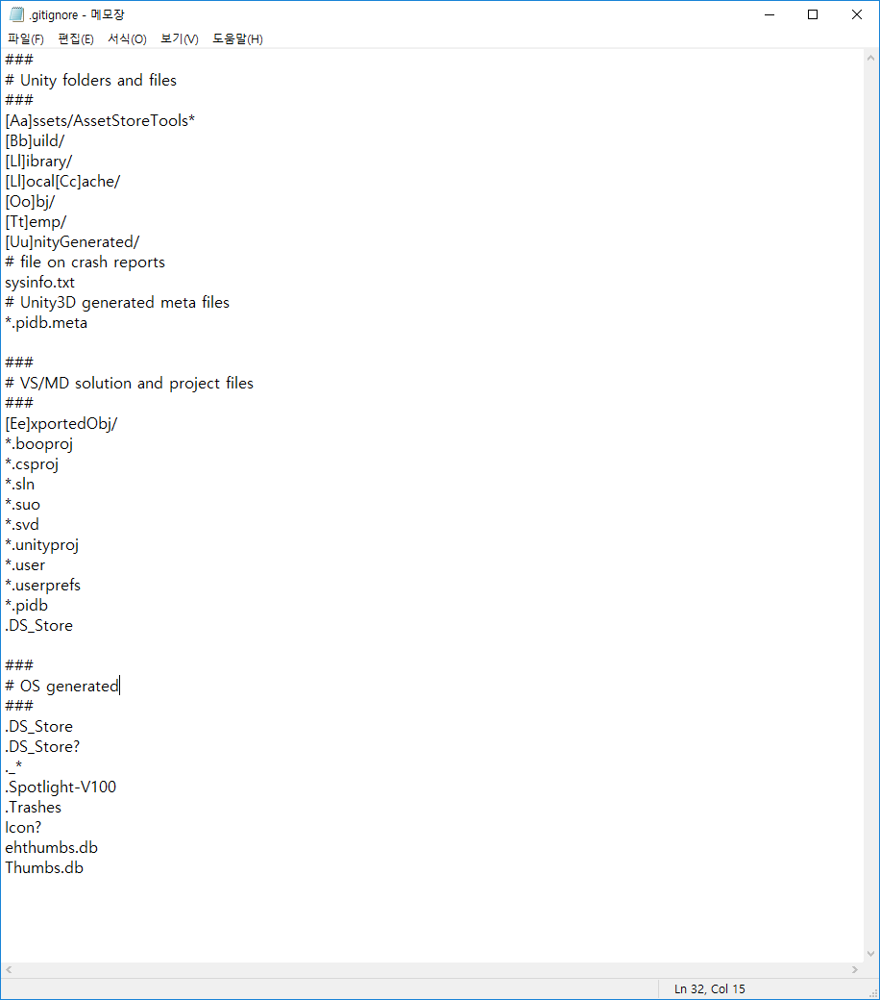 .gitignore - 메모장
파일(F) 편집(E) 서식(O) 보기(V) 도움말(H)
###
# Unity folders and files
###
[Aa]ssets/AssetStoreTools*
[Bb]uild/
[Ll]ibrary/
[Ll]ocal[Cc]ache/
[Oo]bj/
[Tt]emp/
[Uu]nityGenerated/
# file on crash reports
sysinfo.txt
# Unity3D generated meta files
*.pidb.meta

###
# VS/MD solution and project files
###
[Ee]xportedObj/
*.booproj
*.csproj
*.sln
*.suo
*.svd
*.unityproj
*.user
*.userprefs
*.pidb
.DS_Store

###
# OS generated
###
.DS_Store
.DS_Store?
._*
.Spotlight-V100
.Trashes
Icon?
ehthumbs.db
Thumbs.db
Ln 32, Col 15